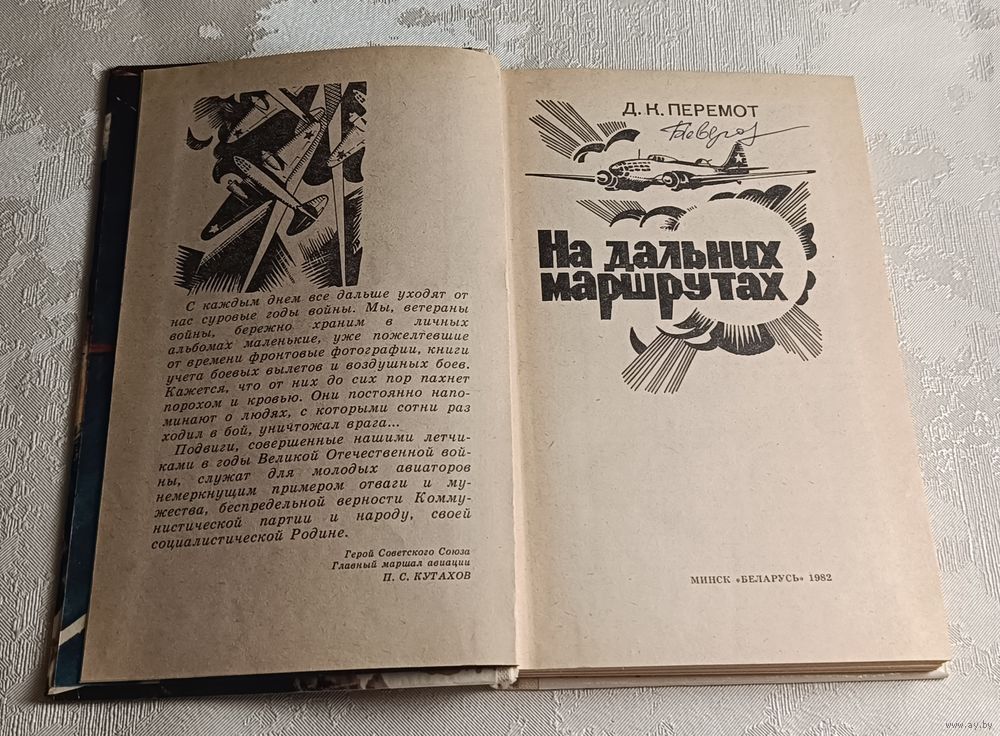 С каждым днем все дальше уходят от
нас суровые годы войны. Мы, ветераны
войны, бережно храним в личных
альбомах маленькие, уже пожелтевшие
от времени фронтовые фотографии, книги
учета боевых вылетов и воздушных боев.
Кажется, что от них до сих пор пахнет
порохом и кровью. Они постоянно напо-
минают о людях, с которыми сотни раз
ходил в бой, уничтожал врага...
Подвиги, совершенные нашими летчи-
ками в годы Великой Отечественной вой-
ны, служат для молодых авиаторов
немеркнущим примером отваги и му-
жества, беспредельной верности Комму-
нистической партии и народу, своей
социалистической Родине.
Герой Советского Союза
Главный маршал авиации
П. С. КУТАХОВ
Д. К. ПЕРЕМОТ
На дальних
маршрутах
МИНСК «БЕЛАРУСЬ» 1982
www.ay.by